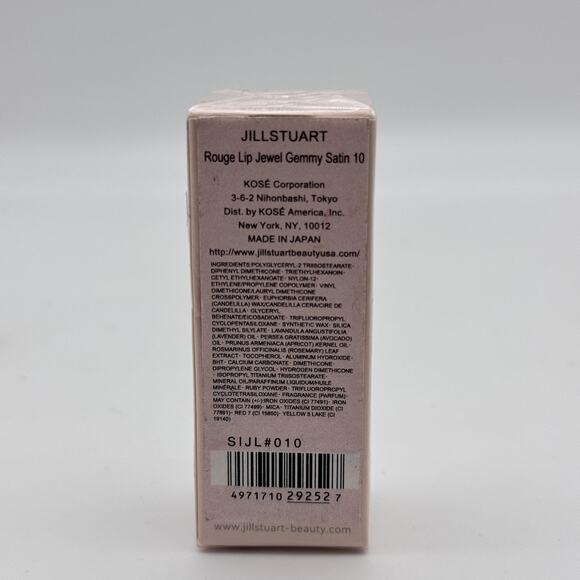 JILLSTUART
Rouge Lip Jewel Gemmy Satin 10
KOSÉ Corporation
3-6-2 Nihonbashi, Tokyo
Dist. by KOSÉ America, Inc.
New York, NY, 10012
MADE IN JAPAN
http://www.jillstuartbeautyusa.com/
INGREDIENTS:POLYGLYCERYL-2 TRIISOSTEARATE·
DIPHENYL DIMETHICONE· TRIETHYLHEXANOIN·
CETYL ETHYLHEXANOATE· NYLON-12·
ETHYLENE/PROPYLENE COPOLYMER· VINYL
DIMETHICONE/LAURYL DIMETHICONE
CROSSPOLYMER· EUPHORBIA CERIFERA
(CANDELILLA) WAX/CANDELILLA CERA/CIRE DE
CANDELILLA· GLYCERYL
BEHENATE/EICOSADIOATE· TRIFLUOROPROPYL
CYCLOPENTASILOXANE· SYNTHETIC WAX· SILICA
DIMETHYL SILYLATE· LAVANDULA ANGUSTIFOLIA
(LAVENDER) OIL· PERSEA GRATISSIMA (AVOCADO)
OIL· PRUNUS ARMENIACA (APRICOT) KERNEL OIL·
ROSMARINUS OFFICINALIS (ROSEMARY) LEAF
EXTRACT· TOCOPHEROL· ALUMINUM HYDROXIDE·
BHT· CALCIUM CARBONATE· DIMETHICONE·
DIPROPYLENE GLYCOL· HYDROGEN DIMETHICONE
· ISOPROPYL TITANIUM TRIISOSTEARATE·
MINERAL OIL/PARAFFINUM LIQUIDUM/HUILE
MINÉRALE· RUBY POWDER· TRIFLUOROPROPYL
CYCLOTETRASILOXANE· FRAGRANCE (PARFUM)·
MAY CONTAIN (+/-):IRON OXIDES (CI 77491)· IRON
OXIDES (CI 77499)· MICA· TITANIUM DIOXIDE (CI
77891)· RED 7 (CI 15850)· YELLOW 5 LAKE (CI
19140)
SIJL#010
4971710 29252 7
www.jillstuart-beauty.com